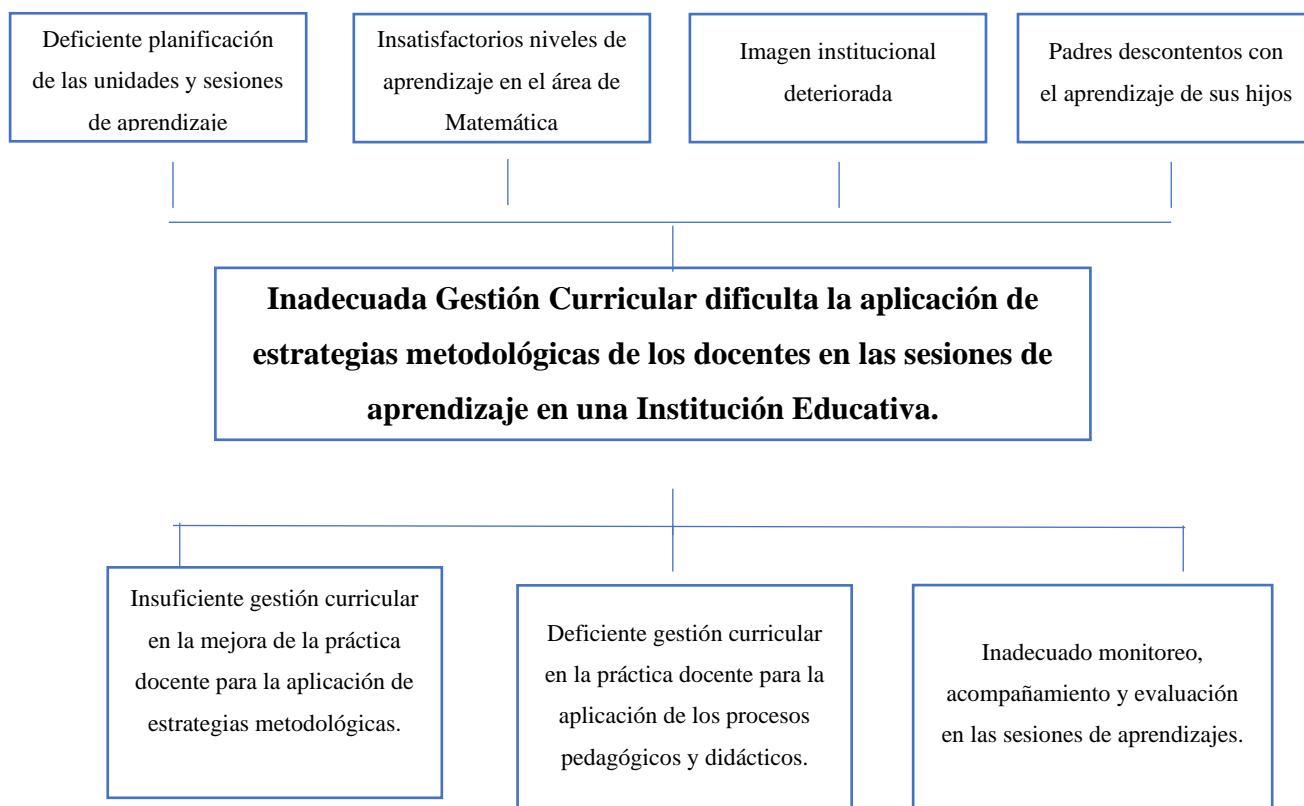 Deficiente planificación
de las unidades y sesiones
de aprendizaje
Insatisfactorios niveles de
aprendizaje en el área de
Matemática
Imagen institucional
deteriorada
Padres descontentos con
el aprendizaje de sus hijos
Inadecuada Gestión Curricular dificulta la aplicación de
estrategias metodológicas de los docentes en las sesiones de
aprendizaje en una Institución Educativa.
Insuficiente gestión curricular
en la mejora de la práctica
docente para la aplicación de
estrategias metodológicas.
Deficiente gestión curricular
en la práctica docente para la
aplicación de los procesos
pedagógicos y didácticos.
Inadecuado monitoreo,
acompañamiento y evaluación
en las sesiones de aprendizajes.